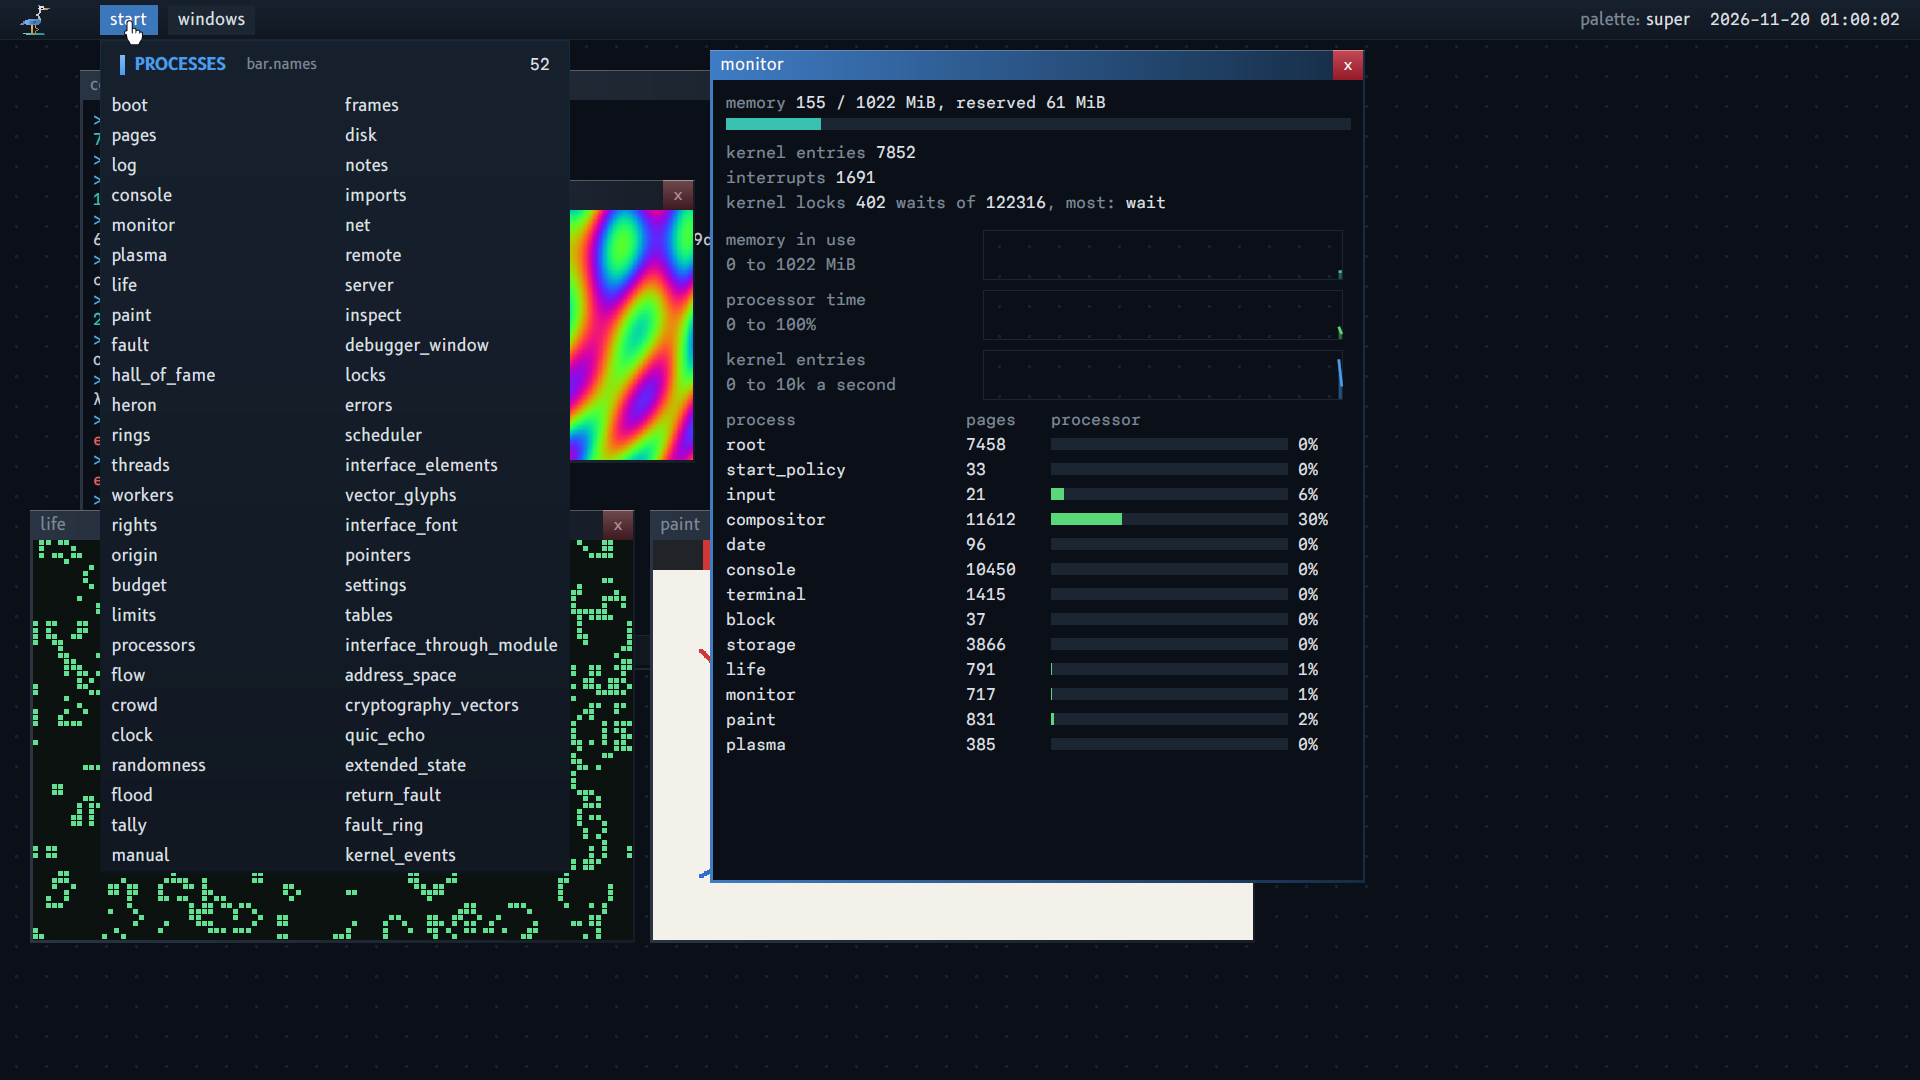 start windows palette: super 2026-11-20 01:00:02
PROCESSES bar.names 52
boot frames
pages disk
log notes
console imports
monitor net
plasma remote
life server
paint inspect
fault debugger_window
hall_of_fame locks
heron errors
rings scheduler
threads interface_elements
workers vector_glyphs
rights interface_font
origin pointers
budget settings
limits tables
processors interface_through_module
flow address_space
crowd cryptography_vectors
clock quic_echo
randomness extended_state
flood return_fault
tally fault_ring
manual kernel_events
x
life x
paint
monitor x
memory 155 / 1022 MiB, reserved 61 MiB
kernel entries 7852
interrupts 1691
kernel locks 402 waits of 122316, most: wait
memory in use
0 to 1022 MiB
processor time
0 to 100%
kernel entries
0 to 10k a second
process pages processor
root 7458 0%
start_policy 33 0%
input 21 6%
compositor 11612 30%
date 96 0%
console 10450 0%
terminal 1415 0%
block 37 0%
storage 3866 0%
life 791 1%
monitor 717 1%
paint 831 2%
plasma 385 0%